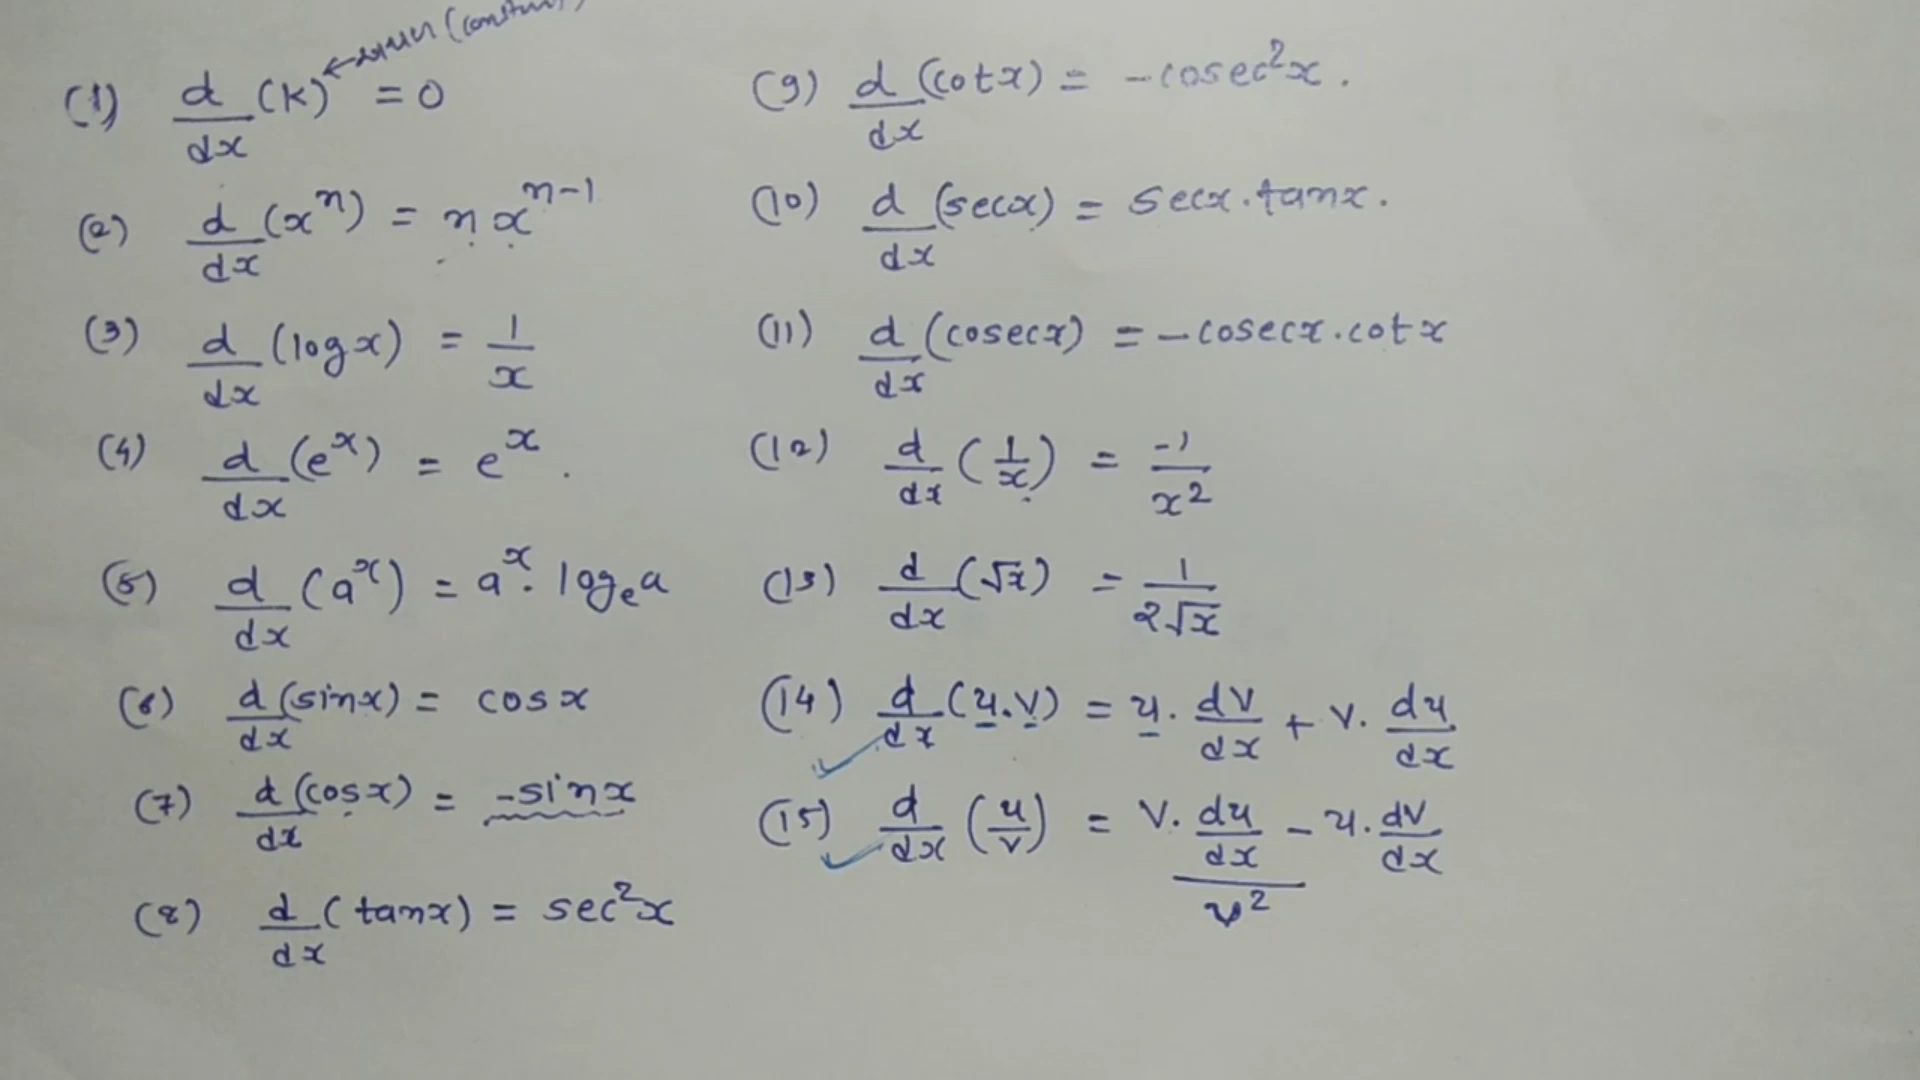 (1) d/dx (k) = 0 ← અચળ
(2) d/dx (xⁿ) = n xⁿ⁻¹
(3) d/dx (logx) = 1/x
(4) d/dx (eˣ) = eˣ.
(5) d/dx (aˣ) = aˣ. logₑa
(6) d/dx (sinx) = cosx
(7) d/dx (cosx) = -sinx
(8) d/dx (tanx) = sec²x
(9) d/dx (cotx) = -cosec²x.
(10) d/dx (secx) = secx.tanx.
(11) d/dx (cosecx) = -cosecx.cotx
(12) d/dx (1/x) = -1/x²
(13) d/dx (√x) = 1/2√x
(14) d/dx (u.v) = u. dv/dx + v. du/dx
(15) d/dx (u/v) = (v. du/dx - u. dv/dx)/v²